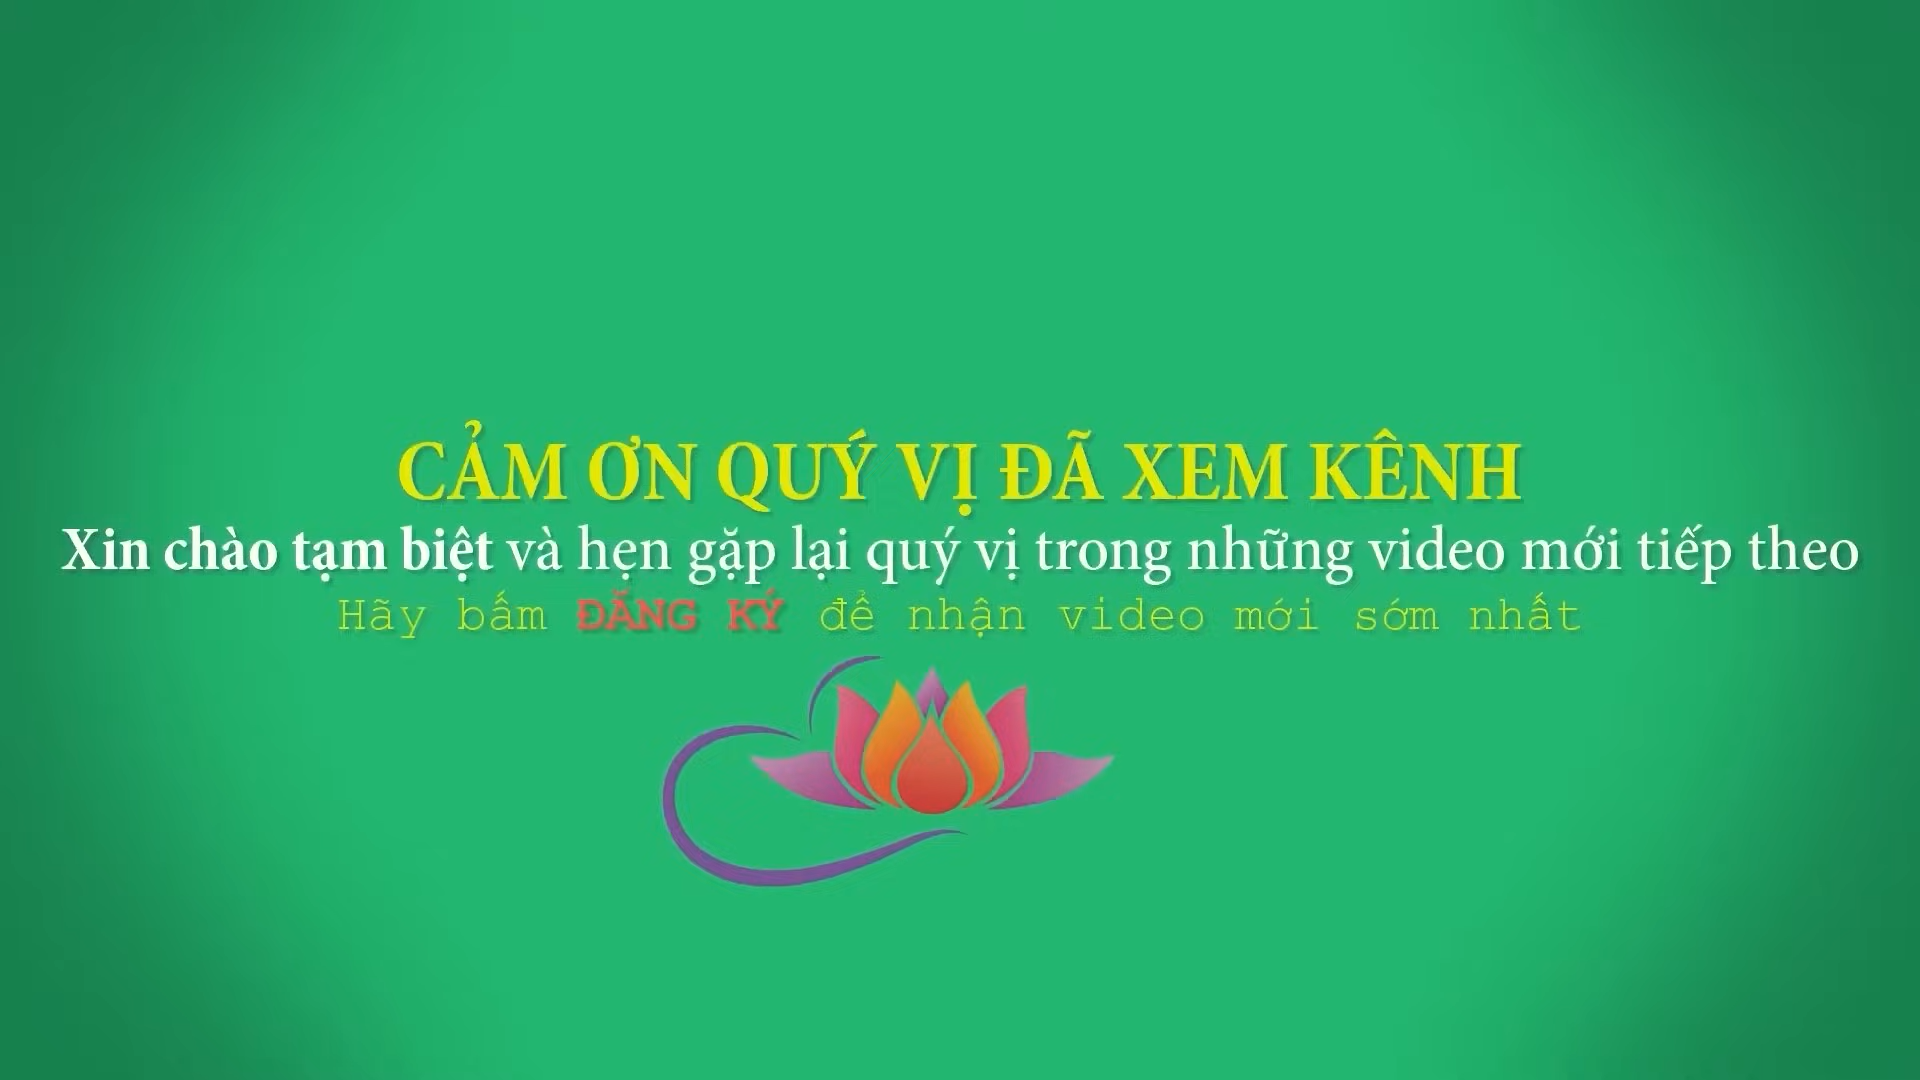 CẢM ƠN QUÝ VỊ ĐÃ XEM KÊNH
Xin chào tạm biệt và hẹn gặp lại quý vị trong những video mới tiếp theo
Hãy bấm ĐĂNG KÝ để nhận video mới sớm nhất